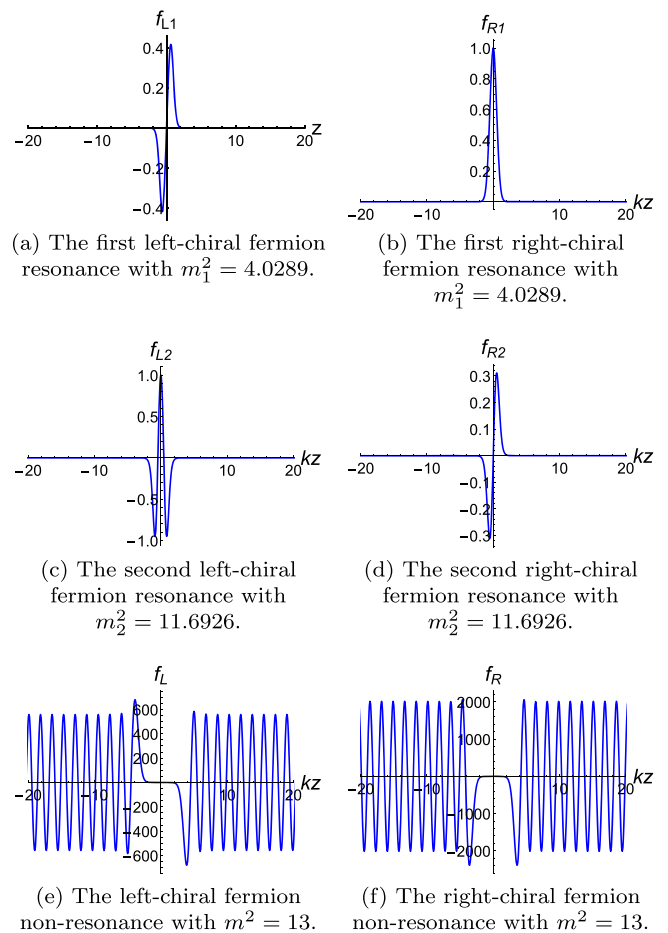 f_{L1}
0.4
0.2
−20 −10 10 20 z
−0.2
−0.4
f_{R1}
1.0
0.8
0.6
0.4
0.2
−20 −10 10 20 kz
(a) The first left-chiral fermion
resonance with m_1^2 = 4.0289.
(b) The first right-chiral
fermion resonance with
m_1^2 = 4.0289.
f_{L2}
1.0
0.5
−20 −10 10 20 kz
−0.5
−1.0
f_{R2}
0.3
0.2
0.1
−20 −10 10 20 kz
−0.1
−0.2
−0.3
(c) The second left-chiral
fermion resonance with
m_2^2 = 11.6926.
(d) The second right-chiral
fermion resonance with
m_2^2 = 11.6926.
f_L
600
400
200
−20 −10 10 20 kz
−200
−400
−600
f_R
2000
1000
−20 −10 10 20 kz
−1000
−2000
(e) The left-chiral fermion
non-resonance with m^2 = 13.
(f) The right-chiral fermion
non-resonance with m^2 = 13.